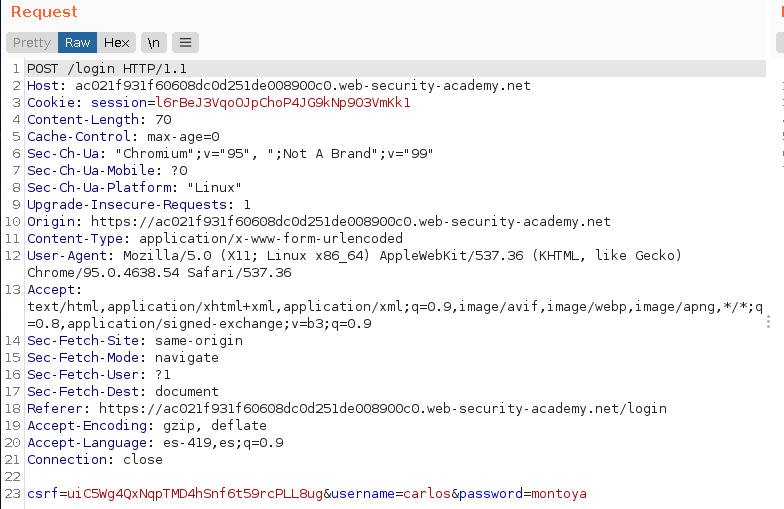 Request
Pretty Raw Hex \n
1 POST /login HTTP/1.1
2 Host: ac021f931f60608dc0d251de008900c0.web-security-academy.net
3 Cookie: session=l6rBeJ3VqoOJpChoP4JG9kNp9O3VmKk1
4 Content-Length: 70
5 Cache-Control: max-age=0
6 Sec-Ch-Ua: "Chromium";v="95", ";Not A Brand";v="99"
7 Sec-Ch-Ua-Mobile: ?0
8 Sec-Ch-Ua-Platform: "Linux"
9 Upgrade-Insecure-Requests: 1
10 Origin: https://ac021f931f60608dc0d251de008900c0.web-security-academy.net
11 Content-Type: application/x-www-form-urlencoded
12 User-Agent: Mozilla/5.0 (X11; Linux x86_64) AppleWebKit/537.36 (KHTML, like Gecko)
Chrome/95.0.4638.54 Safari/537.36
13 Accept:
text/html,application/xhtml+xml,application/xml;q=0.9,image/avif,image/webp,image/apng,*/*;q
=0.8,application/signed-exchange;v=b3;q=0.9
14 Sec-Fetch-Site: same-origin
15 Sec-Fetch-Mode: navigate
16 Sec-Fetch-User: ?1
17 Sec-Fetch-Dest: document
18 Referer: https://ac021f931f60608dc0d251de008900c0.web-security-academy.net/login
19 Accept-Encoding: gzip, deflate
20 Accept-Language: es-419,es;q=0.9
21 Connection: close
22
23 csrf=uiC5Wg4QxNqpTMD4hSnf6t59rcPLL8ug&username=carlos&password=montoya